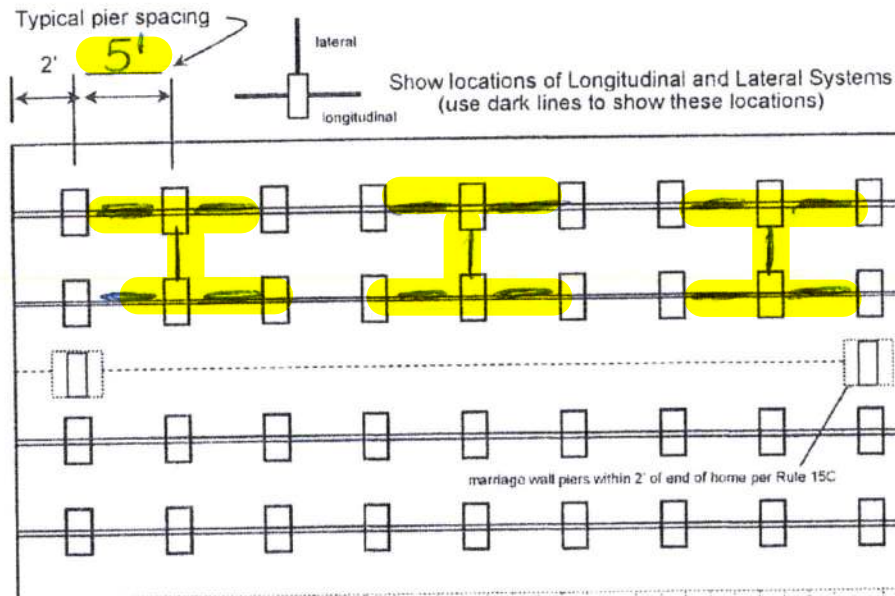 Typical pier spacing
2'
5'
lateral
longitudinal
Show locations of Longitudinal and Lateral Systems
(use dark lines to show these locations)
marriage wall piers within 2' of end of home per Rule 15C